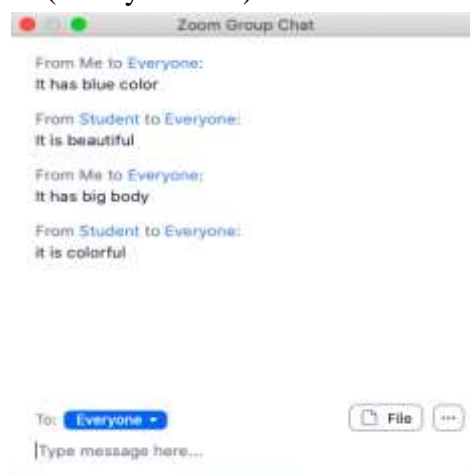 Zoom Group Chat
From Me to Everyone:
It has blue color
From Student to Everyone:
It is beautiful
From Me to Everyone:
It has big body
From Student to Everyone:
it is colorful
To: Everyone
File
Type message here...